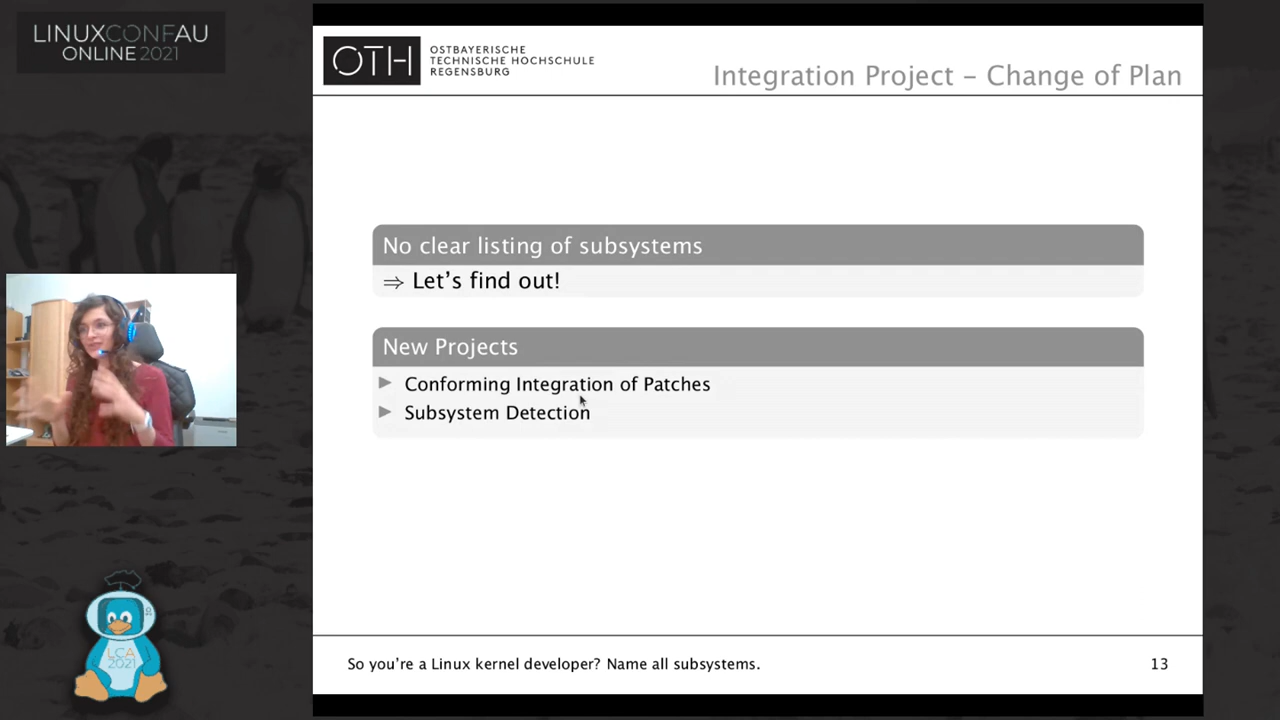 LINUXCONFAU
ONLINE 2021
OTH
OSTBAYERISCHE
TECHNISCHE HOCHSCHULE
REGENSBURG
Integration Project – Change of Plan
No clear listing of subsystems
⇒ Let's find out!
New Projects
▶ Conforming Integration of Patches
▶ Subsystem Detection
LCA
2021
So you're a Linux kernel developer? Name all subsystems.
13